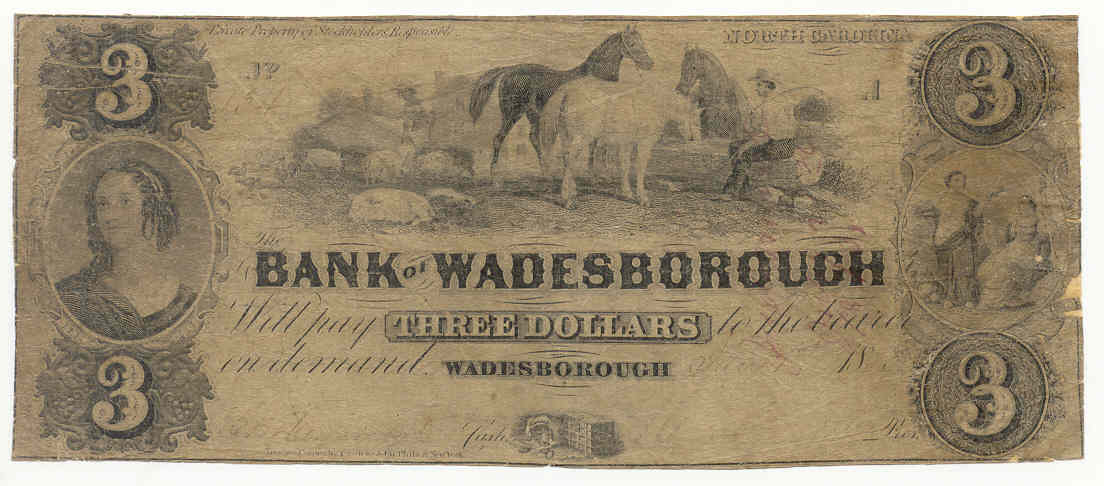 3
Private Property of Stockholders Responsible
NORTH CAROLINA
3
No
A
The
BANK of WADESBOROUGH
Will pay THREE DOLLARS to the bearer
on demand. WADESBOROUGH 18
3
Cash.
Pres.
3